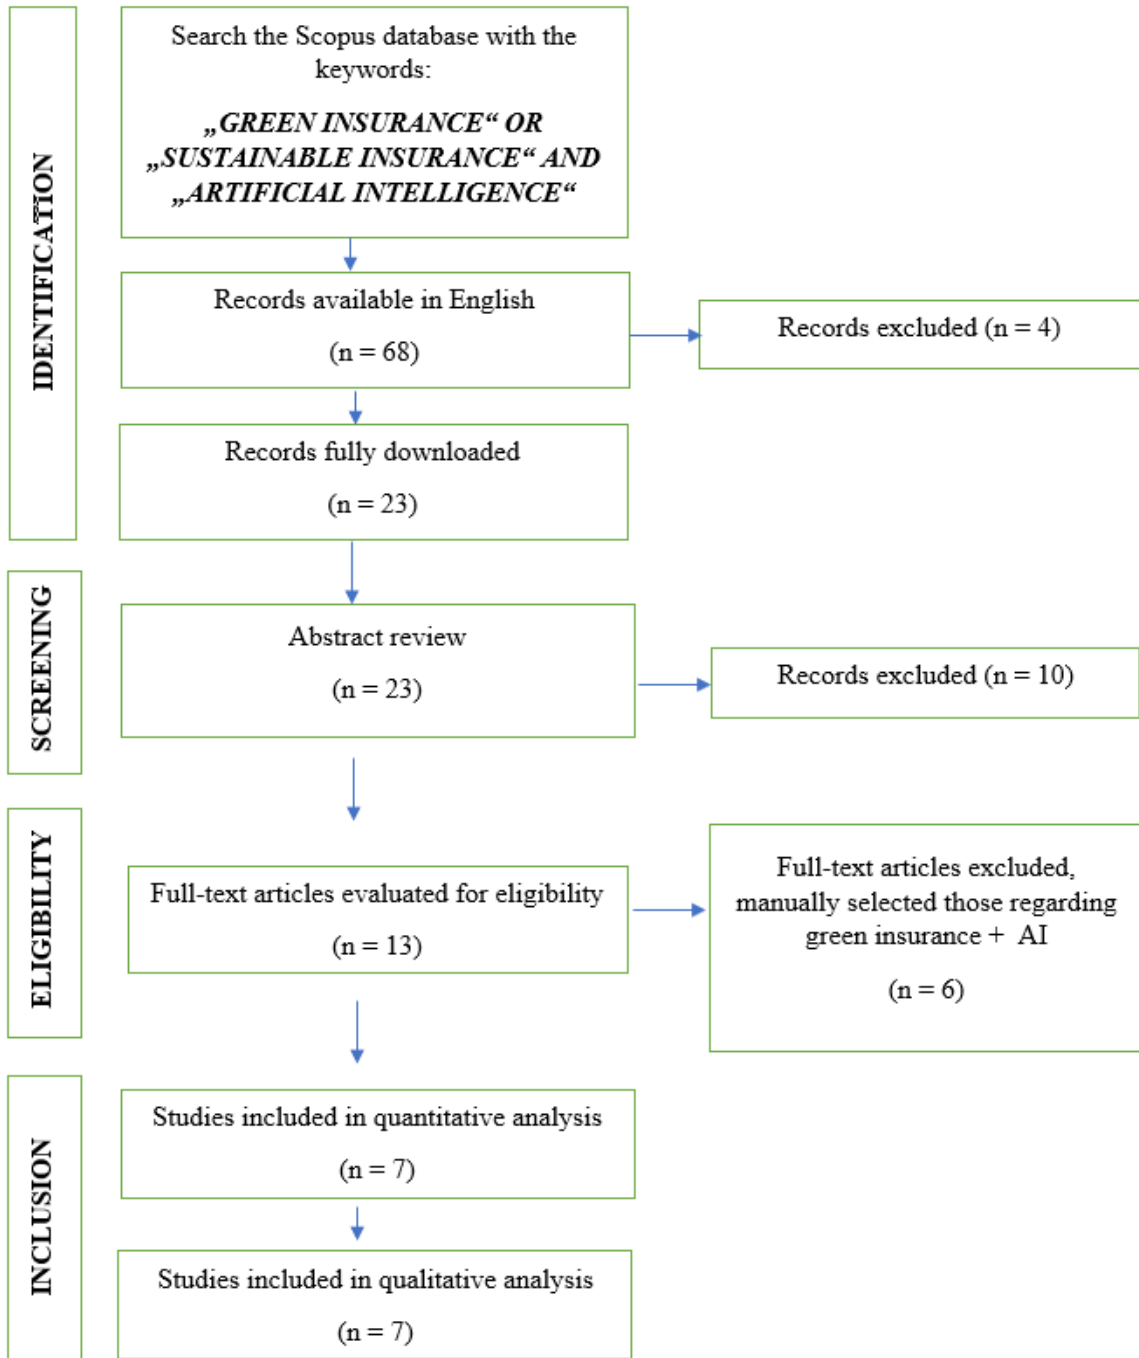 IDENTIFICATION
Search the Scopus database with the
keywords:
„GREEN INSURANCE“ OR
„SUSTAINABLE INSURANCE“ AND
„ARTIFICIAL INTELLIGENCE“
Records available in English
(n = 68)
Records excluded (n = 4)
Records fully downloaded
(n = 23)
SCREENING
Abstract review
(n = 23)
Records excluded (n = 10)
ELIGIBILITY
Full-text articles evaluated for eligibility
(n = 13)
Full-text articles excluded,
manually selected those regarding
green insurance + AI
(n = 6)
INCLUSION
Studies included in quantitative analysis
(n = 7)
Studies included in qualitative analysis
(n = 7)